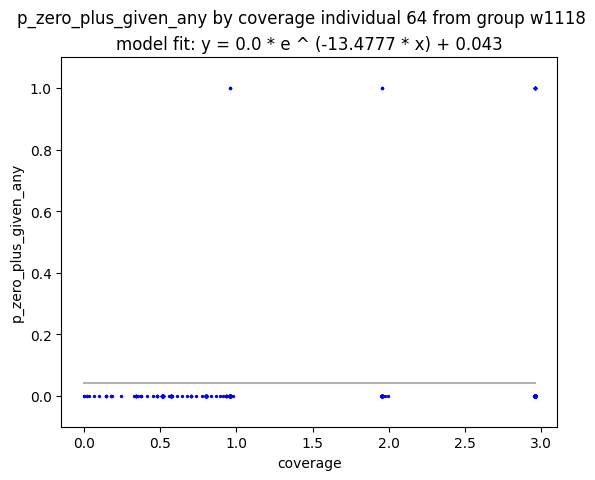 p_zero_plus_given_any by coverage individual 64 from group w1118
model fit: y = 0.0 * e ^ (-13.4777 * x) + 0.043
p_zero_plus_given_any
1.0
0.8
0.6
0.4
0.2
0.0
0.0 0.5 1.0 1.5 2.0 2.5 3.0
coverage